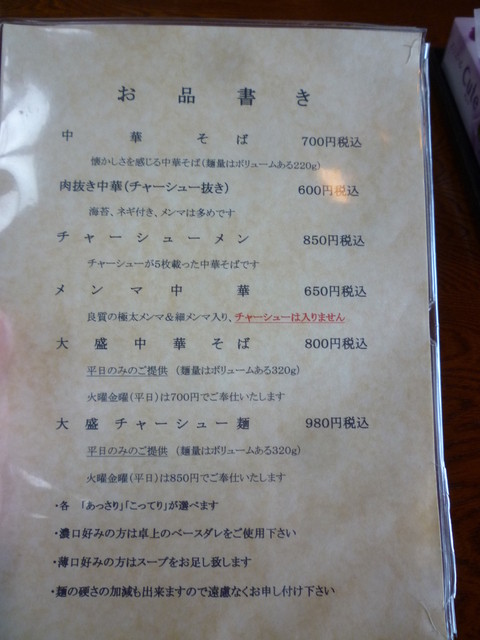 お品書き
中華そば 700円税込
懐かしさを感じる中華そば(麺量はボリュームある220g)
肉抜き中華(チャーシュー抜き) 600円税込
海苔、ネギ付き、メンマは多めです
チャーシューメン 850円税込
チャーシューが5枚載った中華そばです
メンマ中華 650円税込
良質の極太メンマ&細メンマ入り、チャーシューは入りません
大盛中華そば 800円税込
平日のみのご提供 (麺量はボリュームある320g)
火曜金曜(平日)は700円でご奉仕いたします
大盛チャーシュー麺 980円税込
平日のみのご提供 (麺量はボリュームある320g)
火曜金曜(平日)は850円でご奉仕いたします
・各 「あっさり」「こってり」が選べます
・濃口好みの方は卓上のベースダレをご使用下さい
・薄口好みの方はスープをお足し致します
・麺の硬さの加減も出来ますので遠慮なくお申し付け下さい